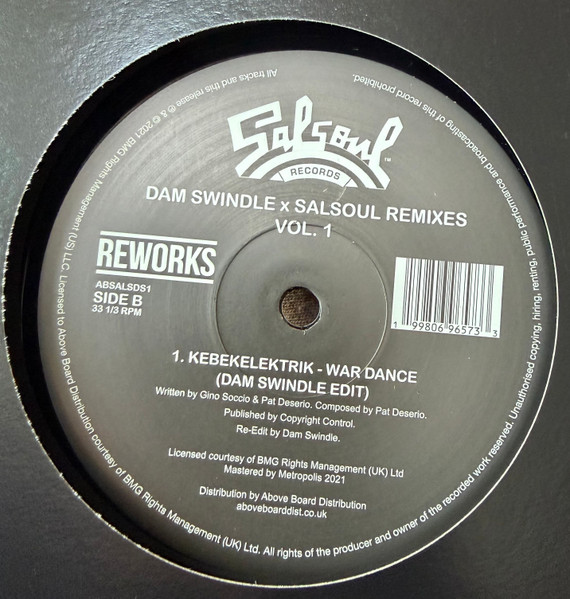 Salsoul
TM
RECORDS
DAM SWINDLE x SALSOUL REMIXES
VOL. 1
REWORKS
ABSALSDS1
SIDE B
33 1/3 RPM
1 99806 96573 3
1. KEBEKELEKTRIK - WAR DANCE
(DAM SWINDLE EDIT)
Written by Gino Soccio & Pat Deserio. Composed by Pat Deserio.
Published by Copyright Control.
Re-Edit by Dam Swindle.
Licensed courtesy of BMG Rights Management (UK) Ltd
Mastered by Metropolis 2021
Distribution by Above Board Distribution
aboveboarddist.co.uk
All tracks and this release ℗ & © 2021 BMG Rights Management (US) LLC. Licensed to Above Board Distribution courtesy of BMG Rights Management (UK) Ltd. All rights of the producer and owner of the recorded work reserved. Unauthorised copying, hiring, renting, public performance and broadcasting of this record prohibited.